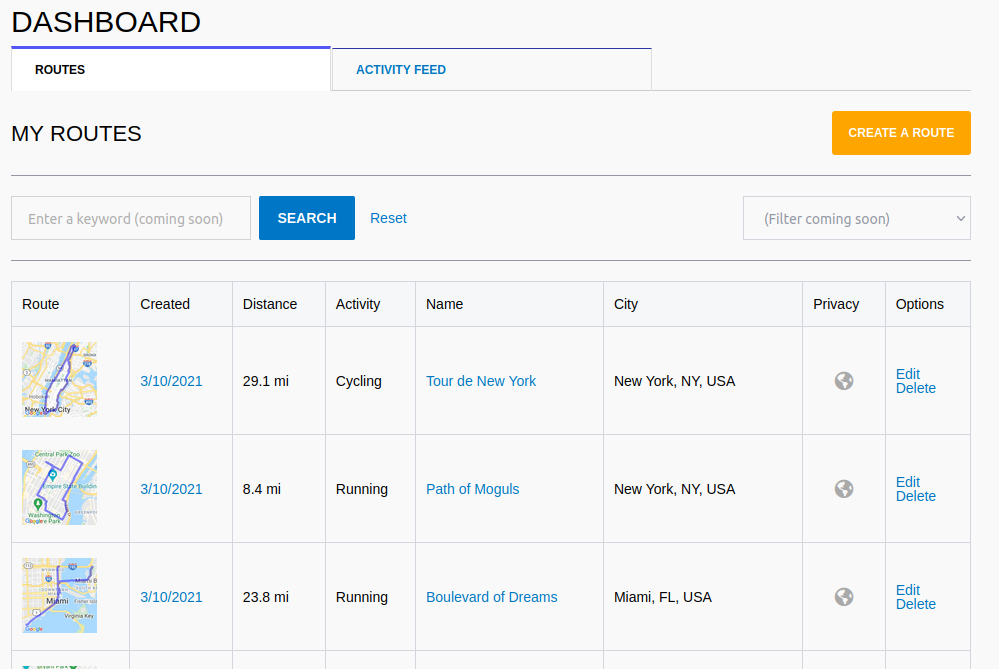 DASHBOARD
ROUTES
ACTIVITY FEED
MY ROUTES
CREATE A ROUTE
Enter a keyword (coming soon)
SEARCH
Reset
(Filter coming soon)
Route Created Distance Activity Name City Privacy Options
New York City
3/10/2021 29.1 mi Cycling Tour de New York New York, NY, USA
Edit
Delete
Central Park Zoo
Empire State Building
3/10/2021 8.4 mi Running Path of Moguls New York, NY, USA
Edit
Delete
Miami
Virginia Key
Google
3/10/2021 23.8 mi Running Boulevard of Dreams Miami, FL, USA
Edit
Delete